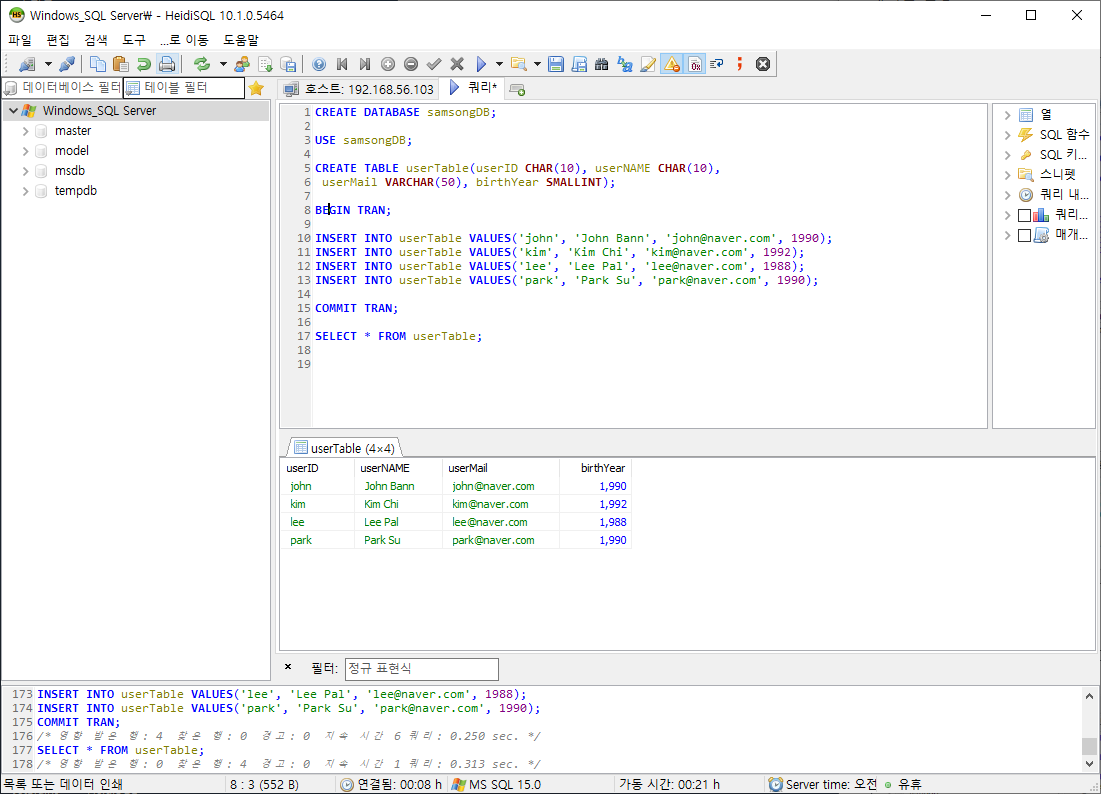 Windows_SQL Server₩ - HeidiSQL 10.1.0.5464
파일 편집 검색 도구 ...로 이동 도움말
데이터베이스 필터 테이블 필터
호스트: 192.168.56.103 쿼리*
Windows_SQL Server
master
model
msdb
tempdb
1 CREATE DATABASE samsongDB;
2
3 USE samsongDB;
4
5 CREATE TABLE userTable(userID CHAR(10), userNAME CHAR(10),
6 userMail VARCHAR(50), birthYear SMALLINT);
7
8 BEGIN TRAN;
9
10 INSERT INTO userTable VALUES('john', 'John Bann', 'john@naver.com', 1990);
11 INSERT INTO userTable VALUES('kim', 'Kim Chi', 'kim@naver.com', 1992);
12 INSERT INTO userTable VALUES('lee', 'Lee Pal', 'lee@naver.com', 1988);
13 INSERT INTO userTable VALUES('park', 'Park Su', 'park@naver.com', 1990);
14
15 COMMIT TRAN;
16
17 SELECT * FROM userTable;
18
19
열
SQL 함수
SQL 키...
스니펫
쿼리 내...
쿼리...
매개...
userTable (4×4)
userID userNAME userMail birthYear
john John Bann john@naver.com 1,990
kim Kim Chi kim@naver.com 1,992
lee Lee Pal lee@naver.com 1,988
park Park Su park@naver.com 1,990
× 필터: 정규 표현식
173 INSERT INTO userTable VALUES('lee', 'Lee Pal', 'lee@naver.com', 1988);
174 INSERT INTO userTable VALUES('park', 'Park Su', 'park@naver.com', 1990);
175 COMMIT TRAN;
176 /* 영향 받은 행: 4 찾은 행: 0 경고: 0 지속 시간 6 쿼리: 0.250 sec. */
177 SELECT * FROM userTable;
178 /* 영향 받은 행: 0 찾은 행: 4 경고: 0 지속 시간 1 쿼리: 0.313 sec. */
목록 또는 데이터 인쇄 8 : 3 (552 B) 연결됨: 00:08 h MS SQL 15.0 가동 시간: 00:21 h Server time: 오전 유휴